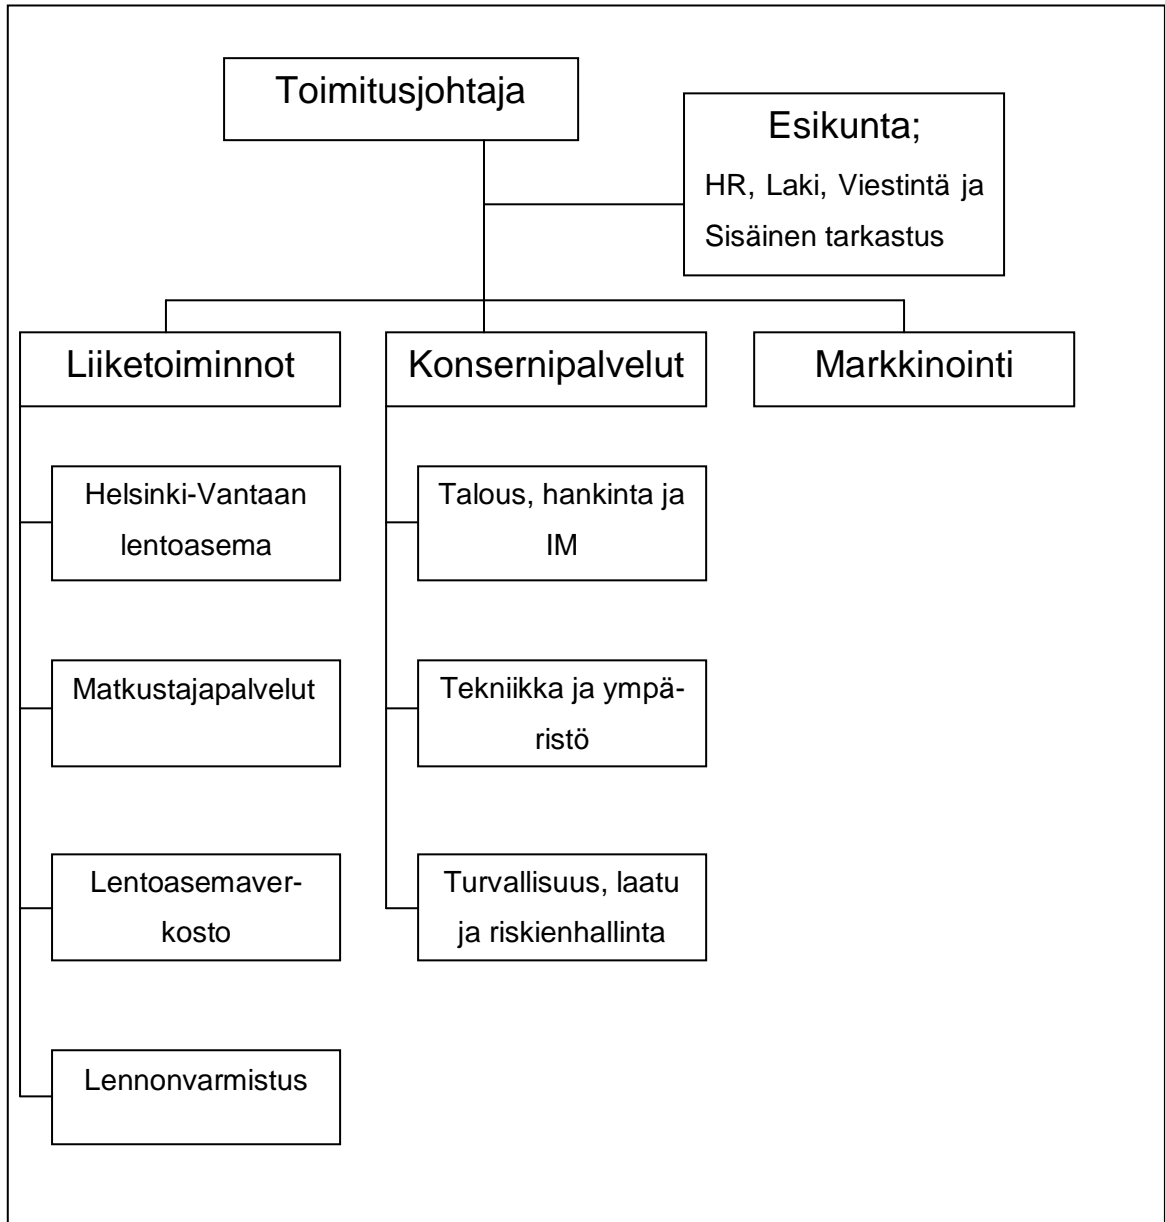 Toimitusjohtaja
Esikunta;
HR, Laki, Viestintä ja
Sisäinen tarkastus
Liiketoiminnot
Konsernipalvelut
Markkinointi
Helsinki-Vantaan
lentoasema
Talous, hankinta ja
IM
Matkustajapalvelut
Tekniikka ja ympä-
ristö
Lentoasemaver-
kosto
Turvallisuus, laatu
ja riskienhallinta
Lennonvarmistus